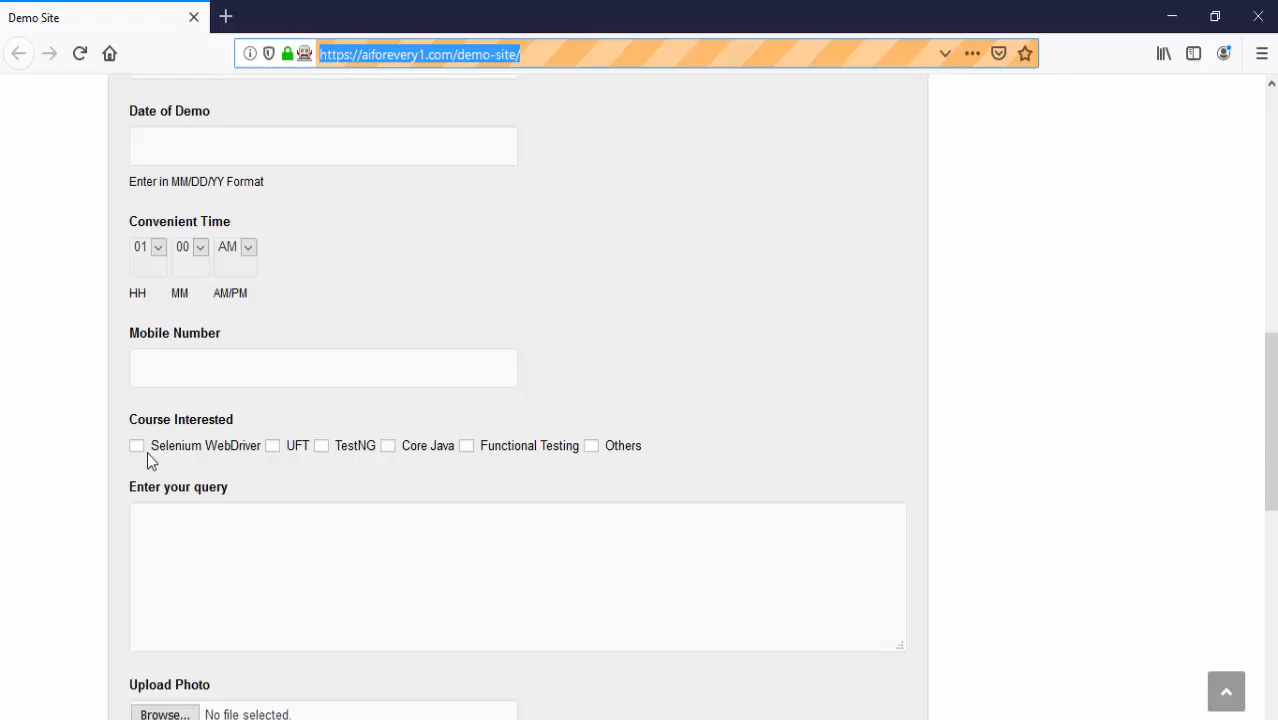 Demo Site
https://aiforevery1.com/demo-site/
Date of Demo
Enter in MM/DD/YY Format
Convenient Time
01 00 AM
HH MM AM/PM
Mobile Number
Course Interested
Selenium WebDriver UFT TestNG Core Java Functional Testing Others
Enter your query
Upload Photo
Browse... No file selected.